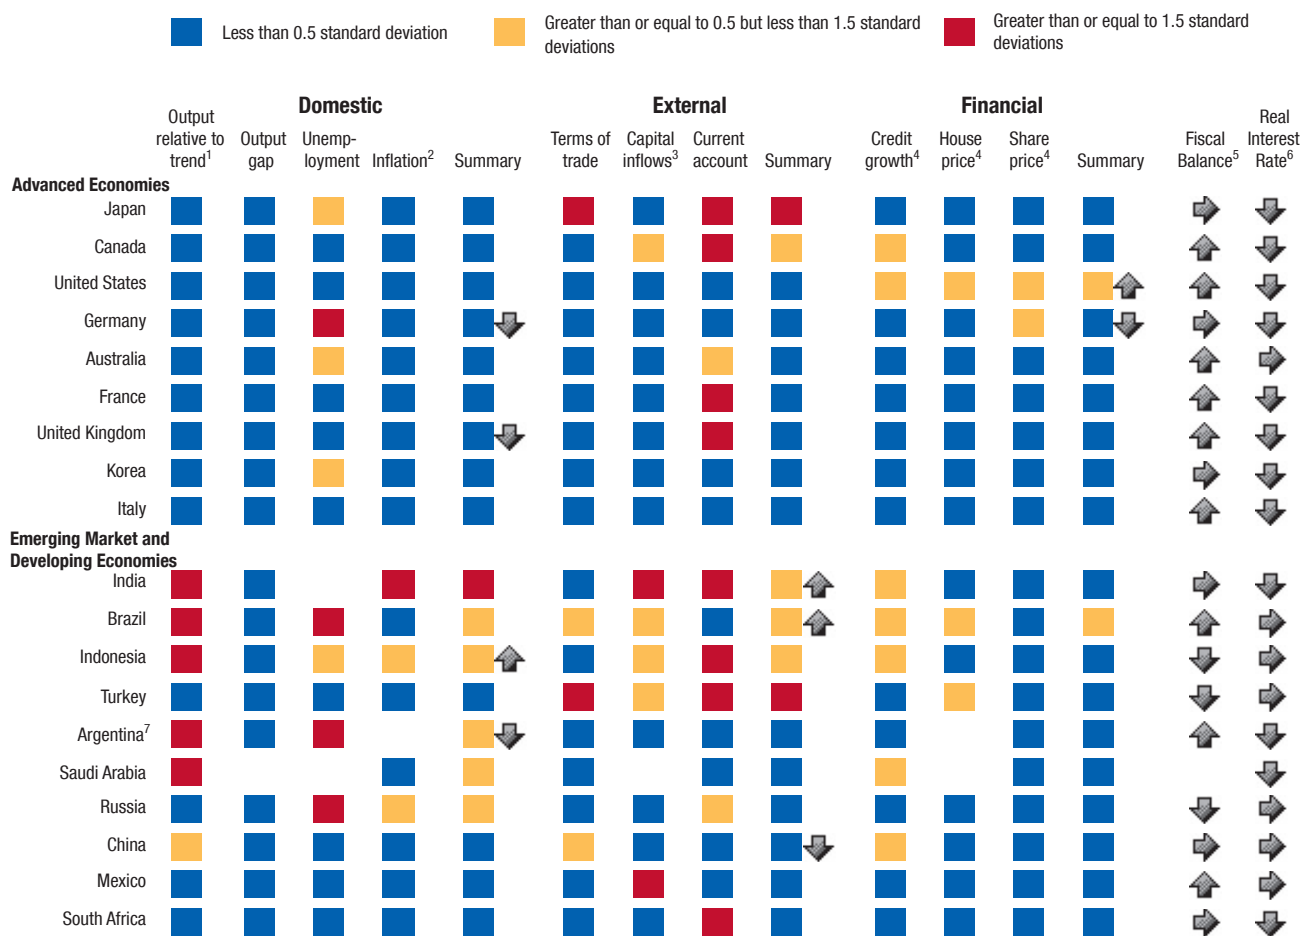 Less than 0.5 standard deviation
Greater than or equal to 0.5 but less than 1.5 standard
deviations
Greater than or equal to 1.5 standard
deviations
Domestic
External
Financial
Output
relative to
trend1
Output
gap
Unemp-
loyment
Inflation2
Summary
Terms of
trade
Capital
inflows3
Current
account
Summary
Credit
growth4
House
price4
Share
price4
Summary
Fiscal
Balance5
Real
Interest
Rate6
Advanced Economies
Japan
Canada
United States
Germany
Australia
France
United Kingdom
Korea
Italy
Emerging Market and
Developing Economies
India
Brazil
Indonesia
Turkey
Argentina7
Saudi Arabia
Russia
China
Mexico
South Africa